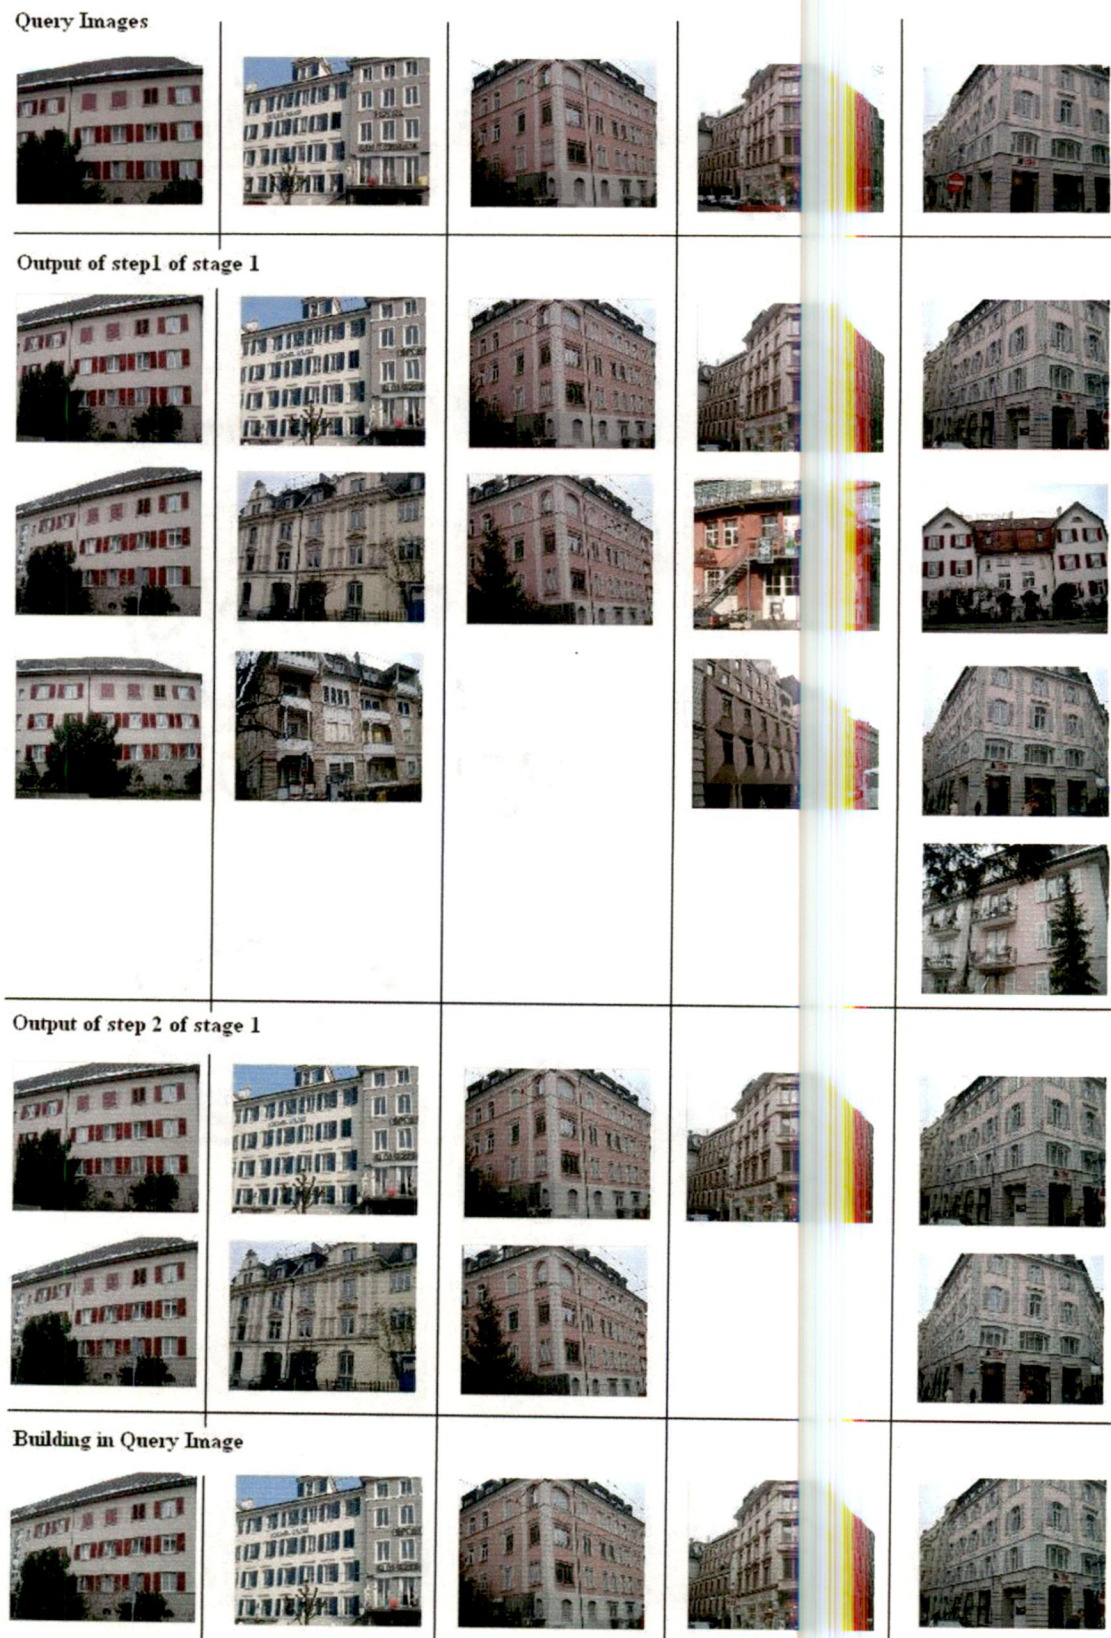 Query Images
Output of step1 of stage 1
Output of step 2 of stage 1
Building in Query Image